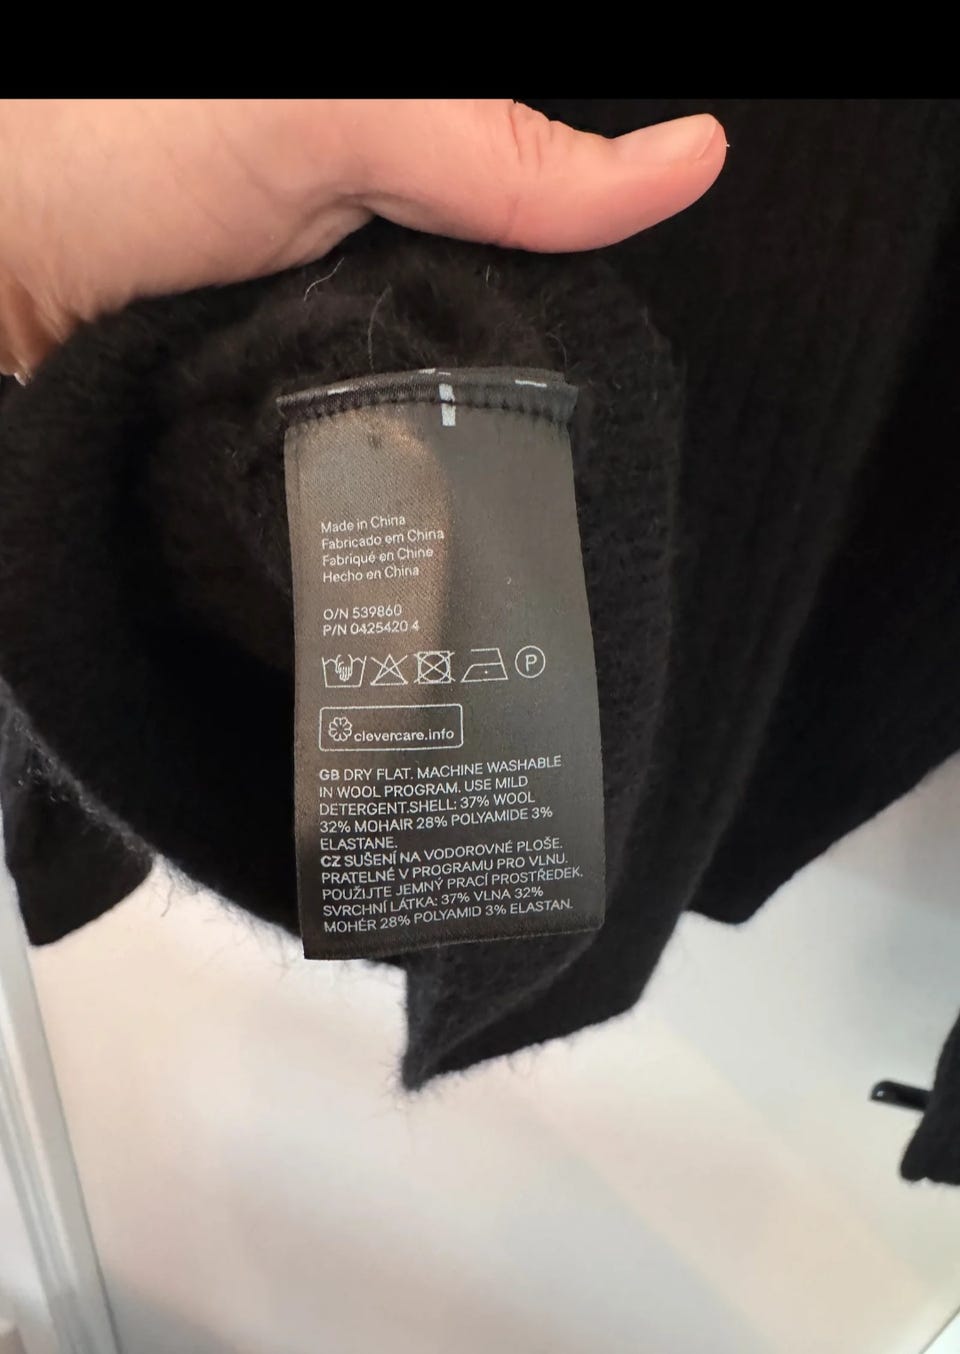 Made in China
Fabricado em China
Fabriqué en Chine
Hecho en China
O/N 539860
P/N 0425420 4
P
clevercare.info
GB DRY FLAT. MACHINE WASHABLE
IN WOOL PROGRAM. USE MILD
DETERGENT.SHELL: 37% WOOL
32% MOHAIR 28% POLYAMIDE 3%
ELASTANE.
CZ SUŠENÍ NA VODOROVNÉ PLOŠE.
PRATELNÉ V PROGRAMU PRO VLNU.
POUŽIJTE JEMNÝ PRACÍ PROSTŘEDEK.
SVRCHNÍ LÁTKA: 37% VLNA 32%
MOHÉR 28% POLYAMID 3% ELASTAN.